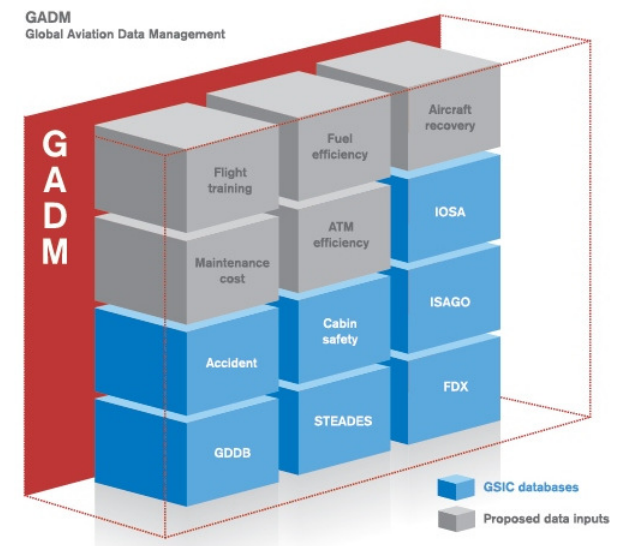 GADM
Global Aviation Data Management
G
A
D
M
Flight
training
Fuel
efficiency
Aircraft
recovery
Maintenance
cost
ATM
efficiency
IOSA
Accident
Cabin
safety
ISAGO
GDDB
STEADES
FDX
GSIC databases
Proposed data inputs